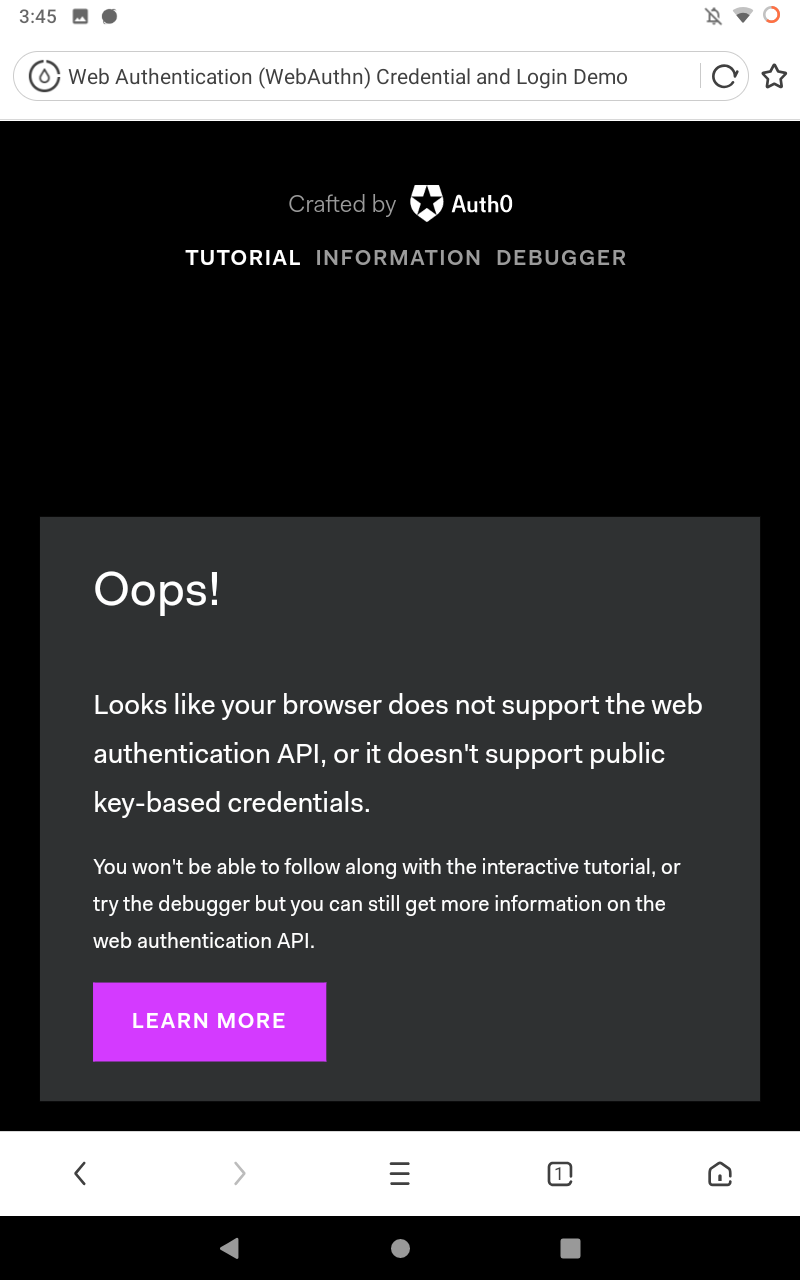 3:45
Web Authentication (WebAuthn) Credential and Login Demo
Crafted by Auth0
TUTORIAL INFORMATION DEBUGGER
Oops!
Looks like your browser does not support the web
authentication API, or it doesn't support public
key-based credentials.
You won't be able to follow along with the interactive tutorial, or
try the debugger but you can still get more information on the
web authentication API.
LEARN MORE
1